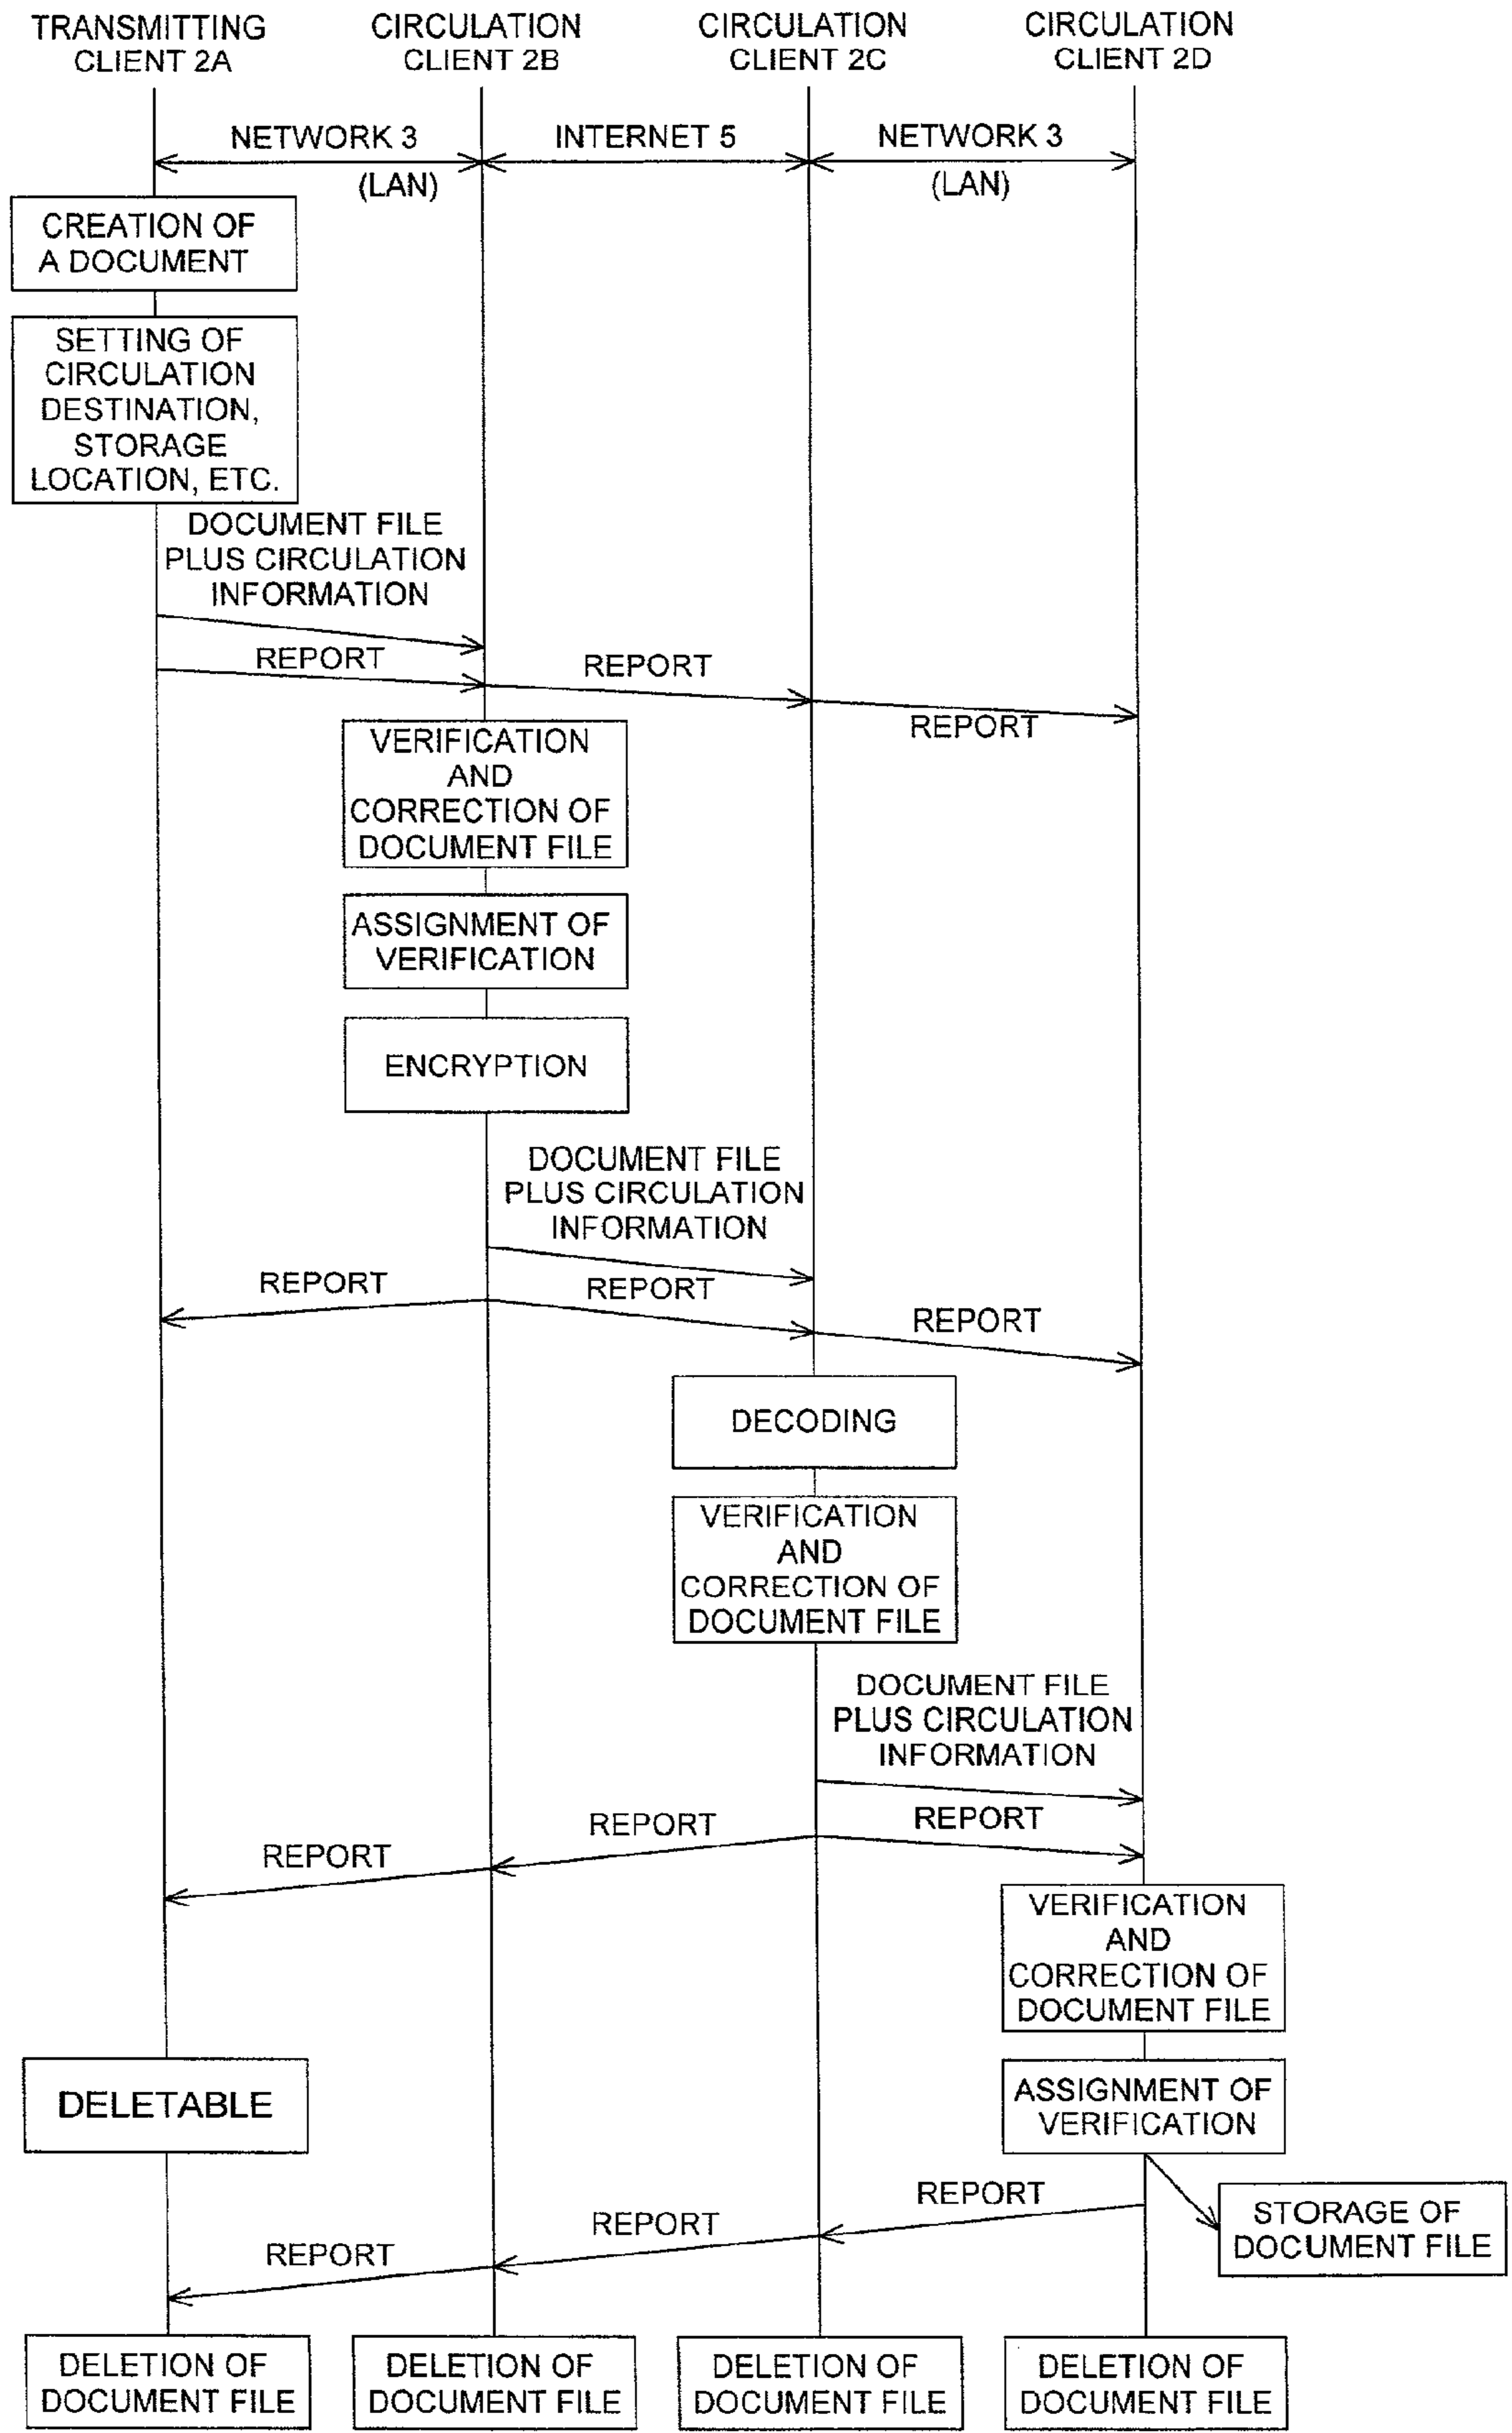 TRANSMITTING
CLIENT 2A
CIRCULATION
CLIENT 2B
CIRCULATION
CLIENT 2C
CIRCULATION
CLIENT 2D
NETWORK 3
(LAN)
INTERNET 5
NETWORK 3
(LAN)
CREATION OF
A DOCUMENT
SETTING OF
CIRCULATION
DESTINATION,
STORAGE
LOCATION, ETC.
DOCUMENT FILE
PLUS CIRCULATION
INFORMATION
REPORT
REPORT
REPORT
VERIFICATION
AND
CORRECTION OF
DOCUMENT FILE
ASSIGNMENT OF
VERIFICATION
ENCRYPTION
DOCUMENT FILE
PLUS CIRCULATION
INFORMATION
REPORT
REPORT
REPORT
DECODING
VERIFICATION
AND
CORRECTION OF
DOCUMENT FILE
DOCUMENT FILE
PLUS CIRCULATION
INFORMATION
REPORT
REPORT
REPORT
VERIFICATION
AND
CORRECTION OF
DOCUMENT FILE
DELETABLE
ASSIGNMENT OF
VERIFICATION
STORAGE OF
DOCUMENT FILE
REPORT
REPORT
REPORT
DELETION OF
DOCUMENT FILE
DELETION OF
DOCUMENT FILE
DELETION OF
DOCUMENT FILE
DELETION OF
DOCUMENT FILE